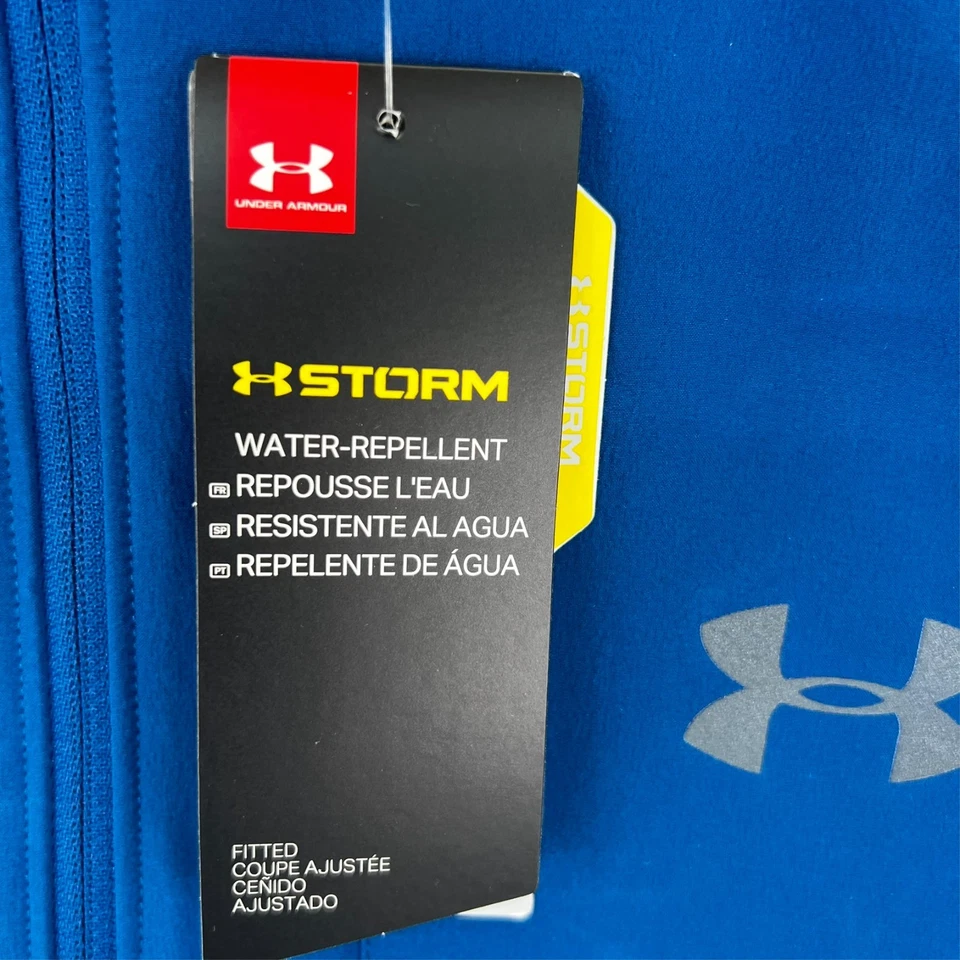 UNDER ARMOUR
STORM
STORM
WATER-REPELLENT
FR REPOUSSE L'EAU
SP RESISTENTE AL AGUA
PT REPELENTE DE ÁGUA
FITTED
COUPE AJUSTÉE
CEÑIDO
AJUSTADO